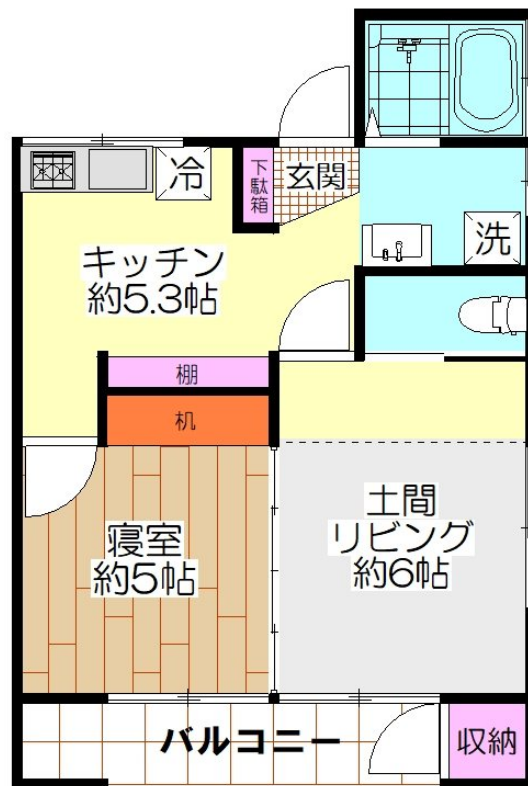 冷
下駄箱
玄関
洗
キッチン
約5.3帖
棚
机
土間
リビング
約6帖
寝室
約5帖
バルコニー
収納